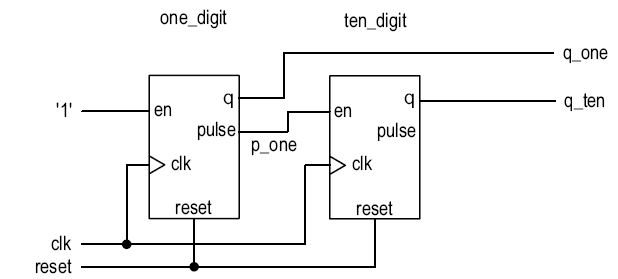 one_digit
ten_digit
q_one
q
q
q_ten
'1'
en
en
pulse
pulse
p_one
clk
clk
reset
reset
clk
reset